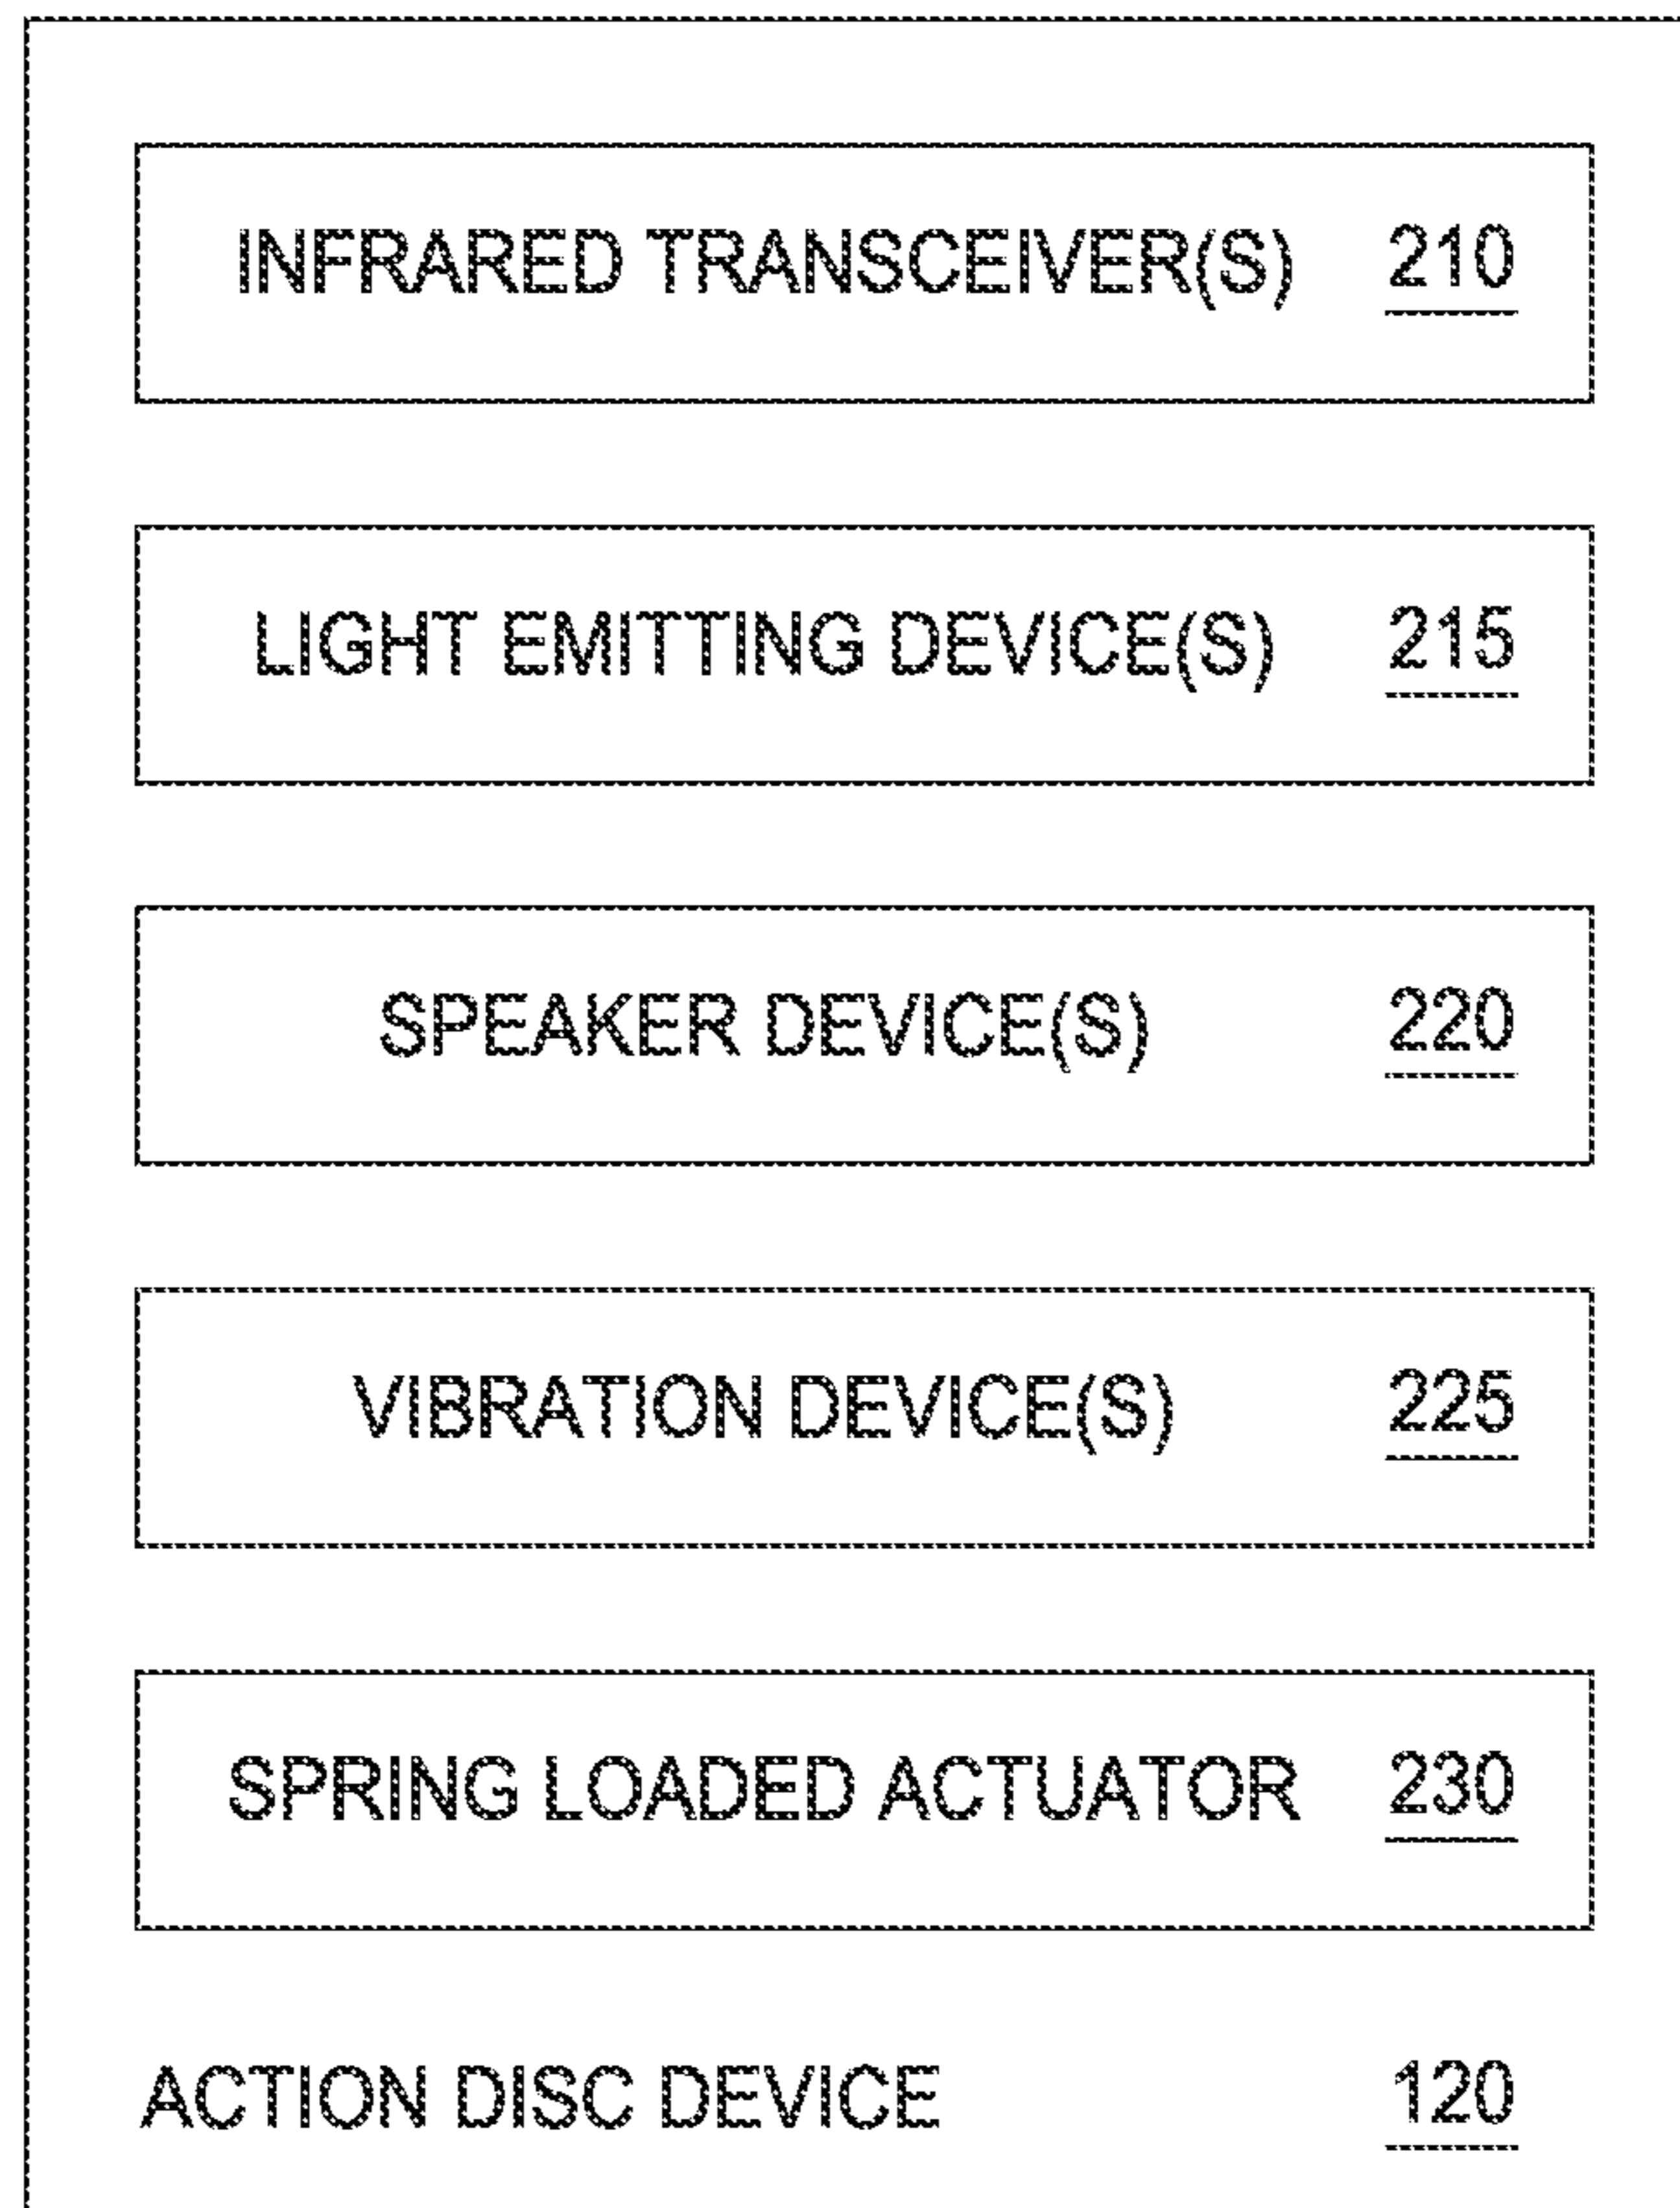 INFRARED TRANSCEIVER(S) 210
LIGHT EMITTING DEVICE(S) 215
SPEAKER DEVICE(S) 220
VIBRATION DEVICE(S) 225
SPRING LOADED ACTUATOR 230
ACTION DISC DEVICE 120